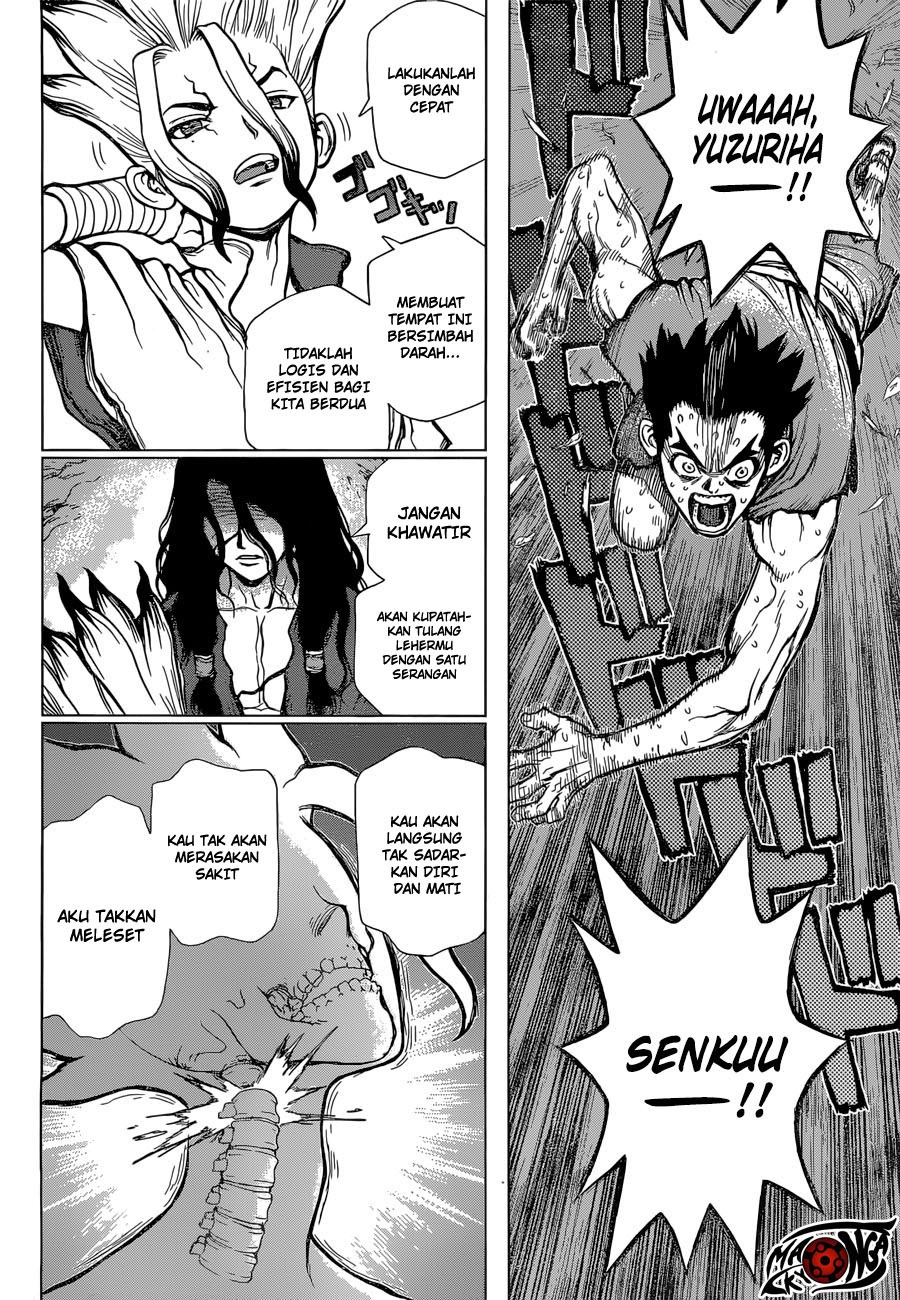 UWAAAH,
YUZURIHA
—!!
SENKUU
—!!
LAKUKANLAH
DENGAN
CEPAT
ゴ
ゴ
ゴキッ
MEMBUAT
TEMPAT INI
BERSIMBAH
DARAH...
TIDAKLAH
LOGIS DAN
EFISIEN BAGI
KITA BERDUA
JANGAN
KHAWATIR
AKAN KUPATAH-
KAN TULANG
LEHERMU
DENGAN SATU
SERANGAN
KAU AKAN
LANGSUNG
TAK SADAR-
KAN DIRI
DAN MATI
KAU TAK AKAN
MERASAKAN
SAKIT
AKU TAKKAN
MELESET